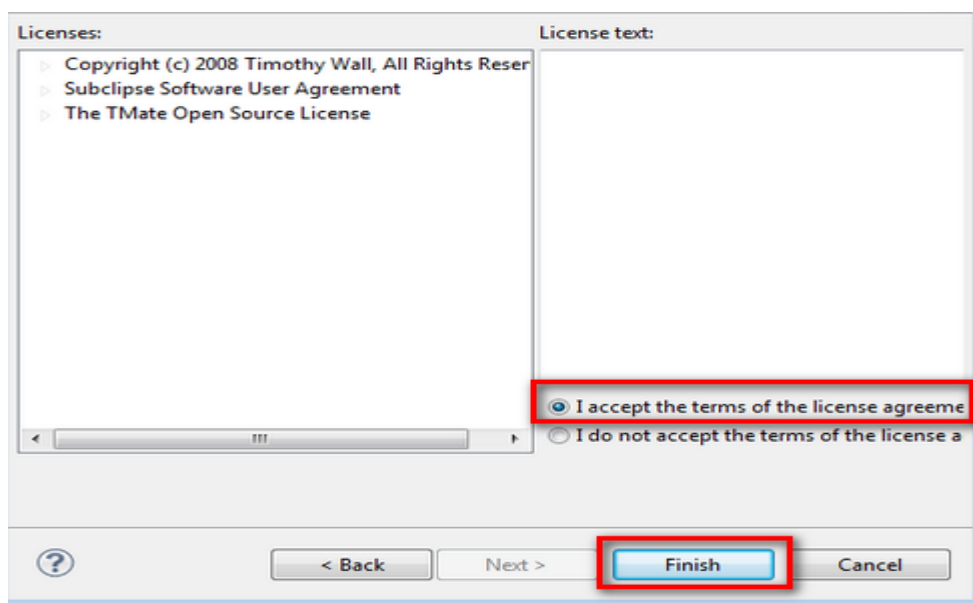 Licenses:
License text:
Copyright (c) 2008 Timothy Wall, All Rights Reser
Subclipse Software User Agreement
The TMate Open Source License
I accept the terms of the license agreeme
I do not accept the terms of the license a
?
< Back
Next >
Finish
Cancel